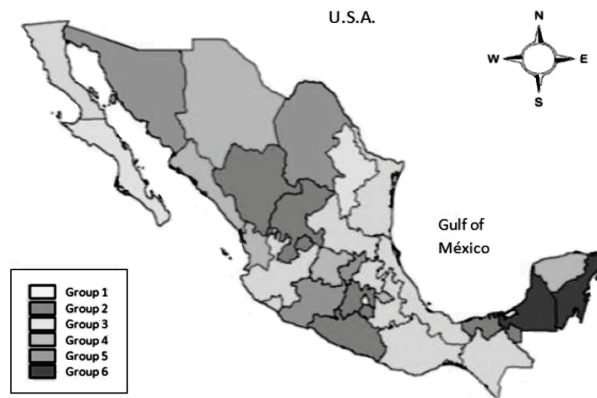 U.S.A.
N
W E
S
Gulf of
México
Group 1
Group 2
Group 3
Group 4
Group 5
Group 6